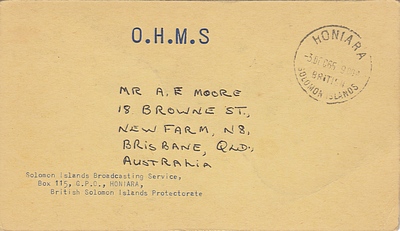 O.H.M.S
HONIARA
BRITISH
SOLOMON ISLANDS
MR A.E MOORE
18 BROWNE ST.,
NEW FARM, N8,
BRISBANE, QLD.,
AUSTRALIA
Solomon Islands Broadcasting Service,
Box 115, G.P.O., HONIARA,
British Solomon Islands Protectorate